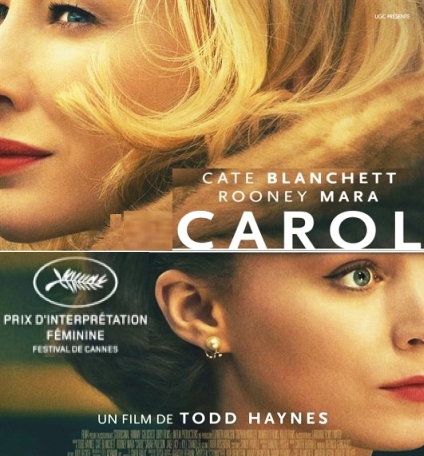 UGC PRÉSENTE
CATE BLANCHETT
ROONEY MARA
CAROL
PRIX D'INTERPRÉTATION
FÉMININE
FESTIVAL DE CANNES
UN FILM DE TODD HAYNES